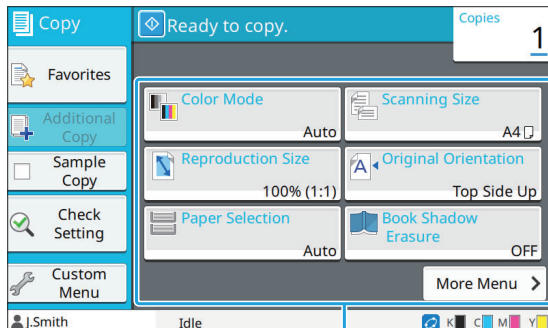 Copy
Ready to copy.
Copies
1
Favorites
Additional
Copy
Sample
Copy
Check
Setting
Custom
Menu
Color Mode
Auto
Scanning Size
A4
Reproduction Size
100% (1:1)
Original Orientation
Top Side Up
Paper Selection
Auto
Book Shadow
Erasure
OFF
More Menu
J.Smith
Idle
K C M Y